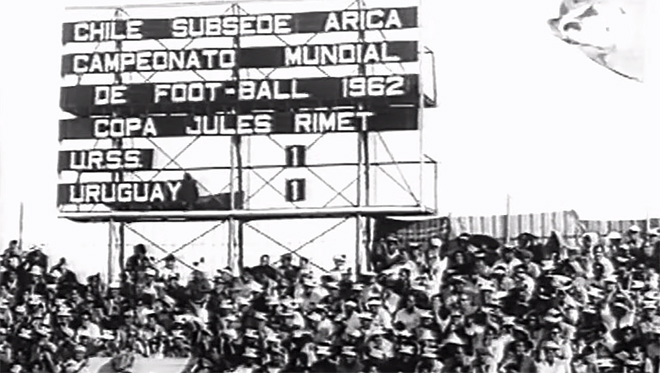 CHILE SUBSEDE ARICA
CAMPEONATO MUNDIAL
DE FOOT-BALL 1962
COPA JULES RIMET
U.R.S.S. 1
URUGUAY 1